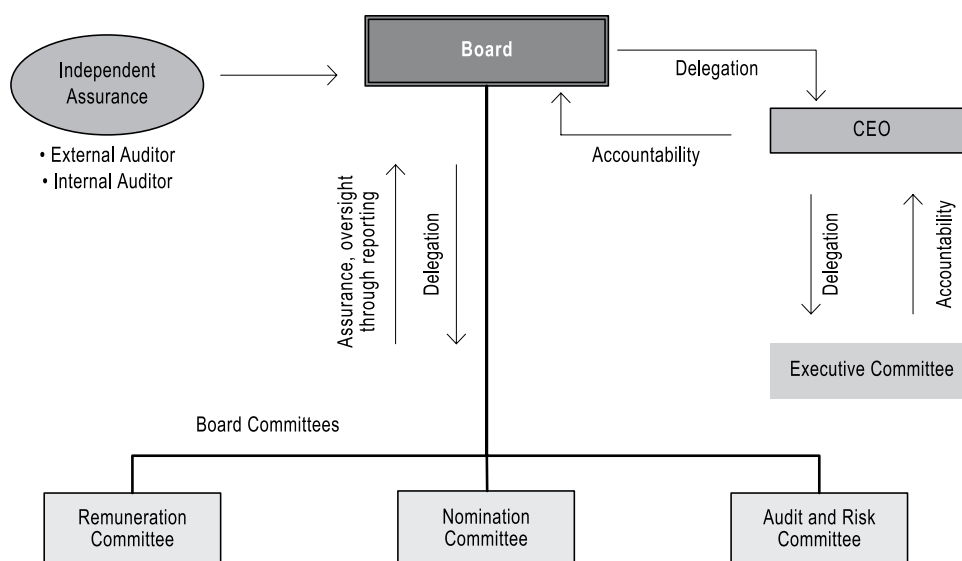 Board
Independent
Assurance
• External Auditor
• Internal Auditor
Delegation
CEO
Accountability
Assurance, oversight
through reporting
Delegation
Delegation
Accountability
Executive Committee
Board Committees
Remuneration
Committee
Nomination
Committee
Audit and Risk
Committee